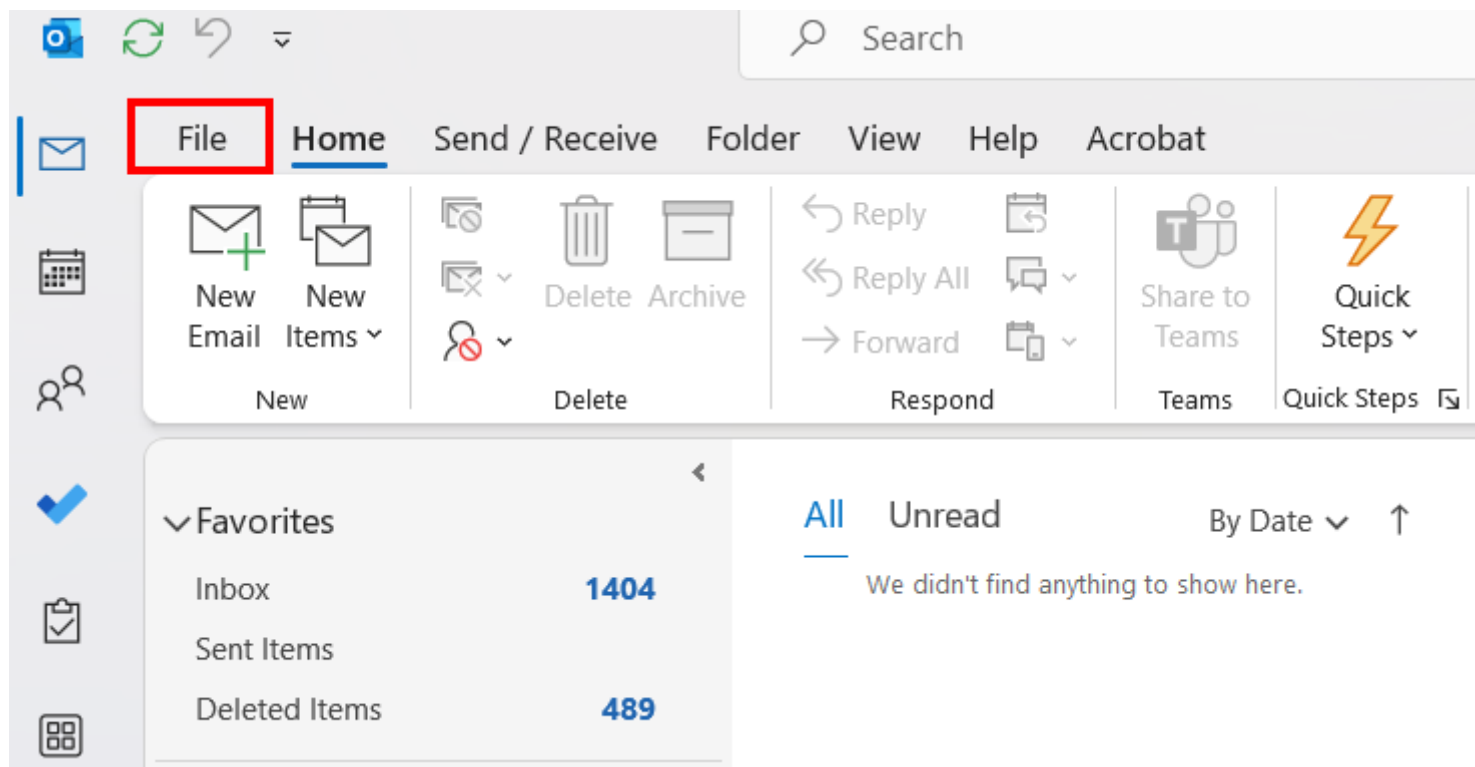 Search
File Home Send / Receive Folder View Help Acrobat
New Email
New Items
Delete
Archive
Reply
Reply All
Forward
Share to Teams
Quick Steps
New Delete Respond Teams Quick Steps
Favorites
Inbox 1404
Sent Items
Deleted Items 489
All Unread By Date
We didn't find anything to show here.